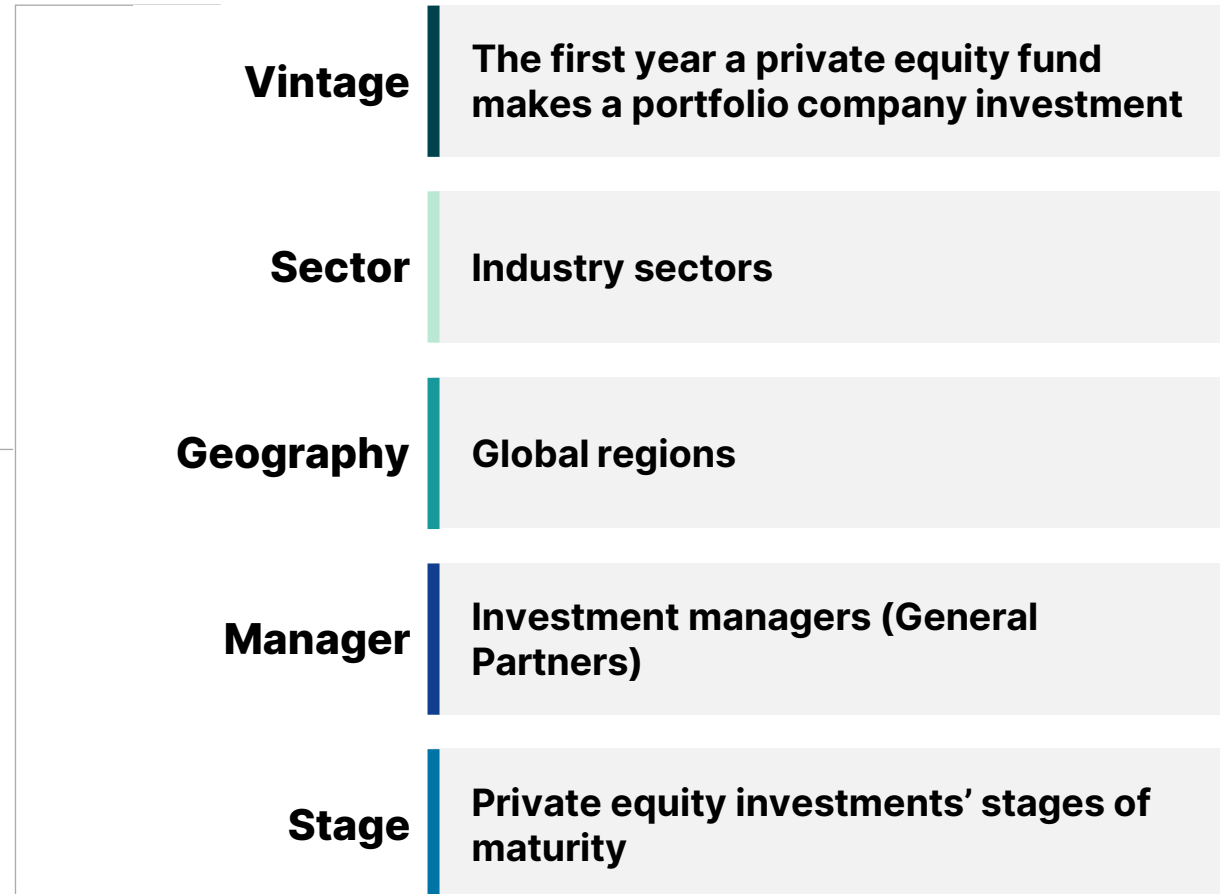 Vintage
The first year a private equity fund
makes a portfolio company investment
Sector
Industry sectors
Geography
Global regions
Manager
Investment managers (General
Partners)
Stage
Private equity investments’ stages of
maturity